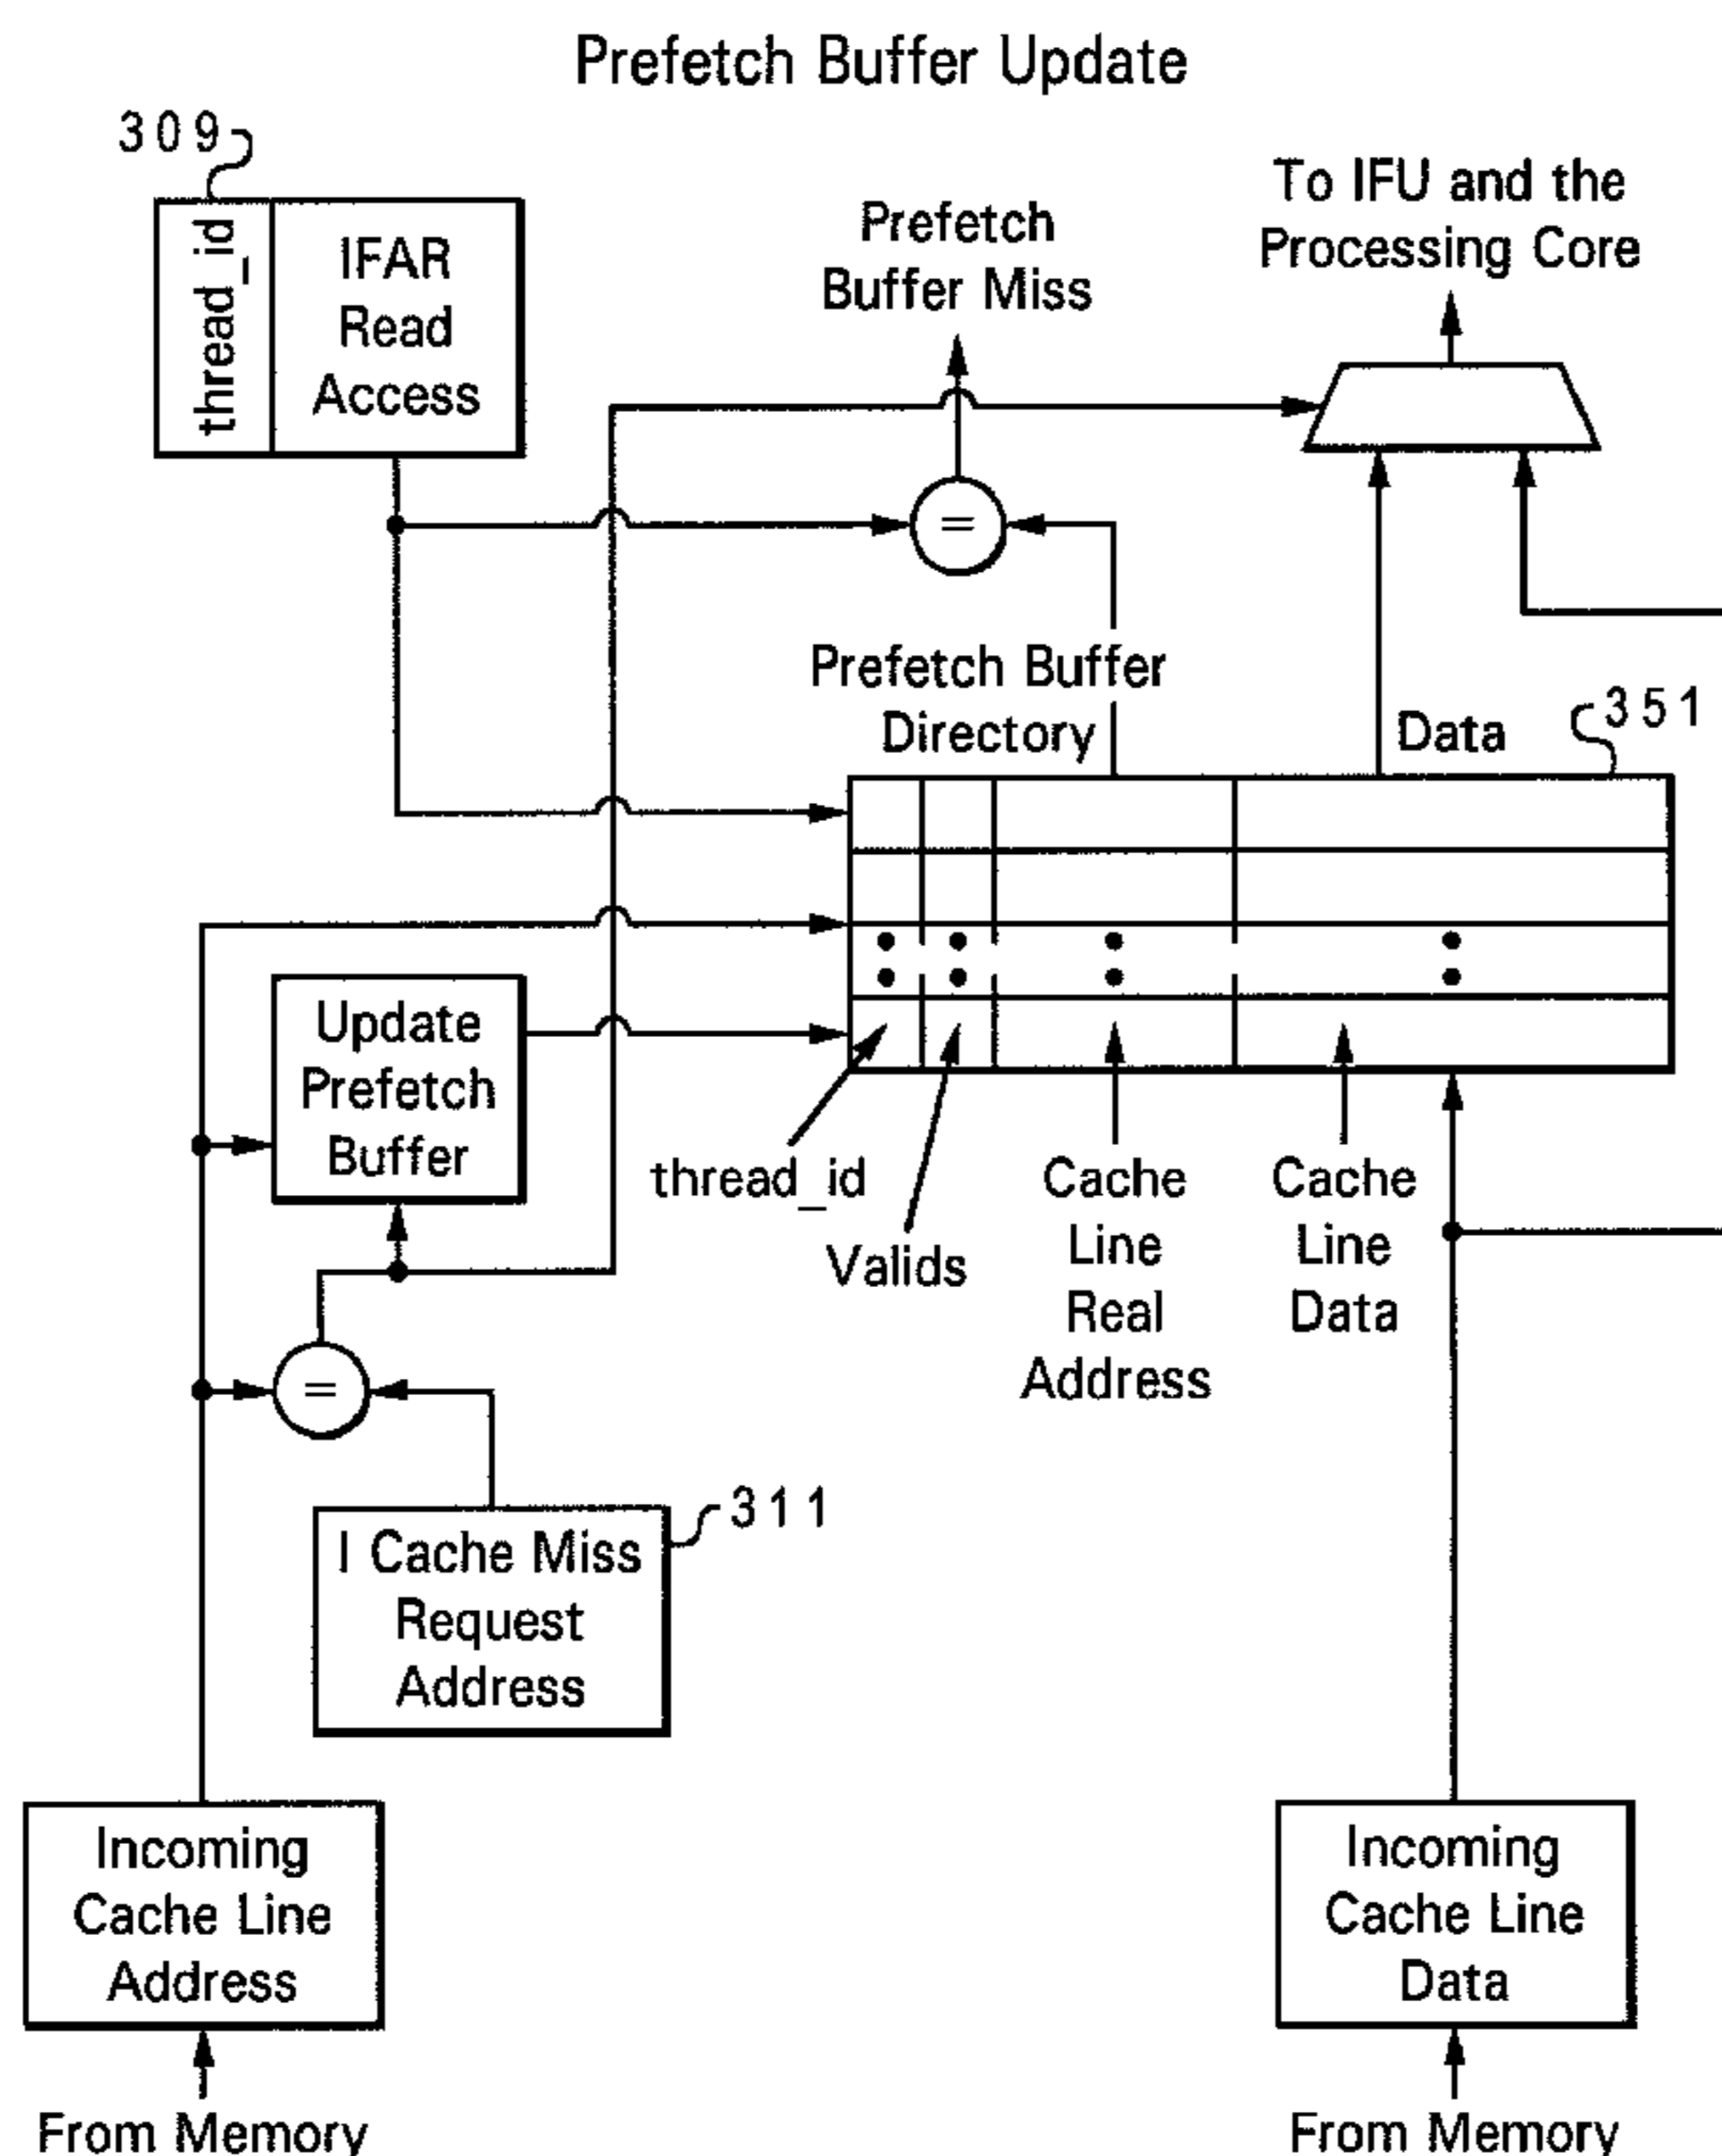 Prefetch Buffer Update
309
thread_id
IFAR
Read
Access
Prefetch
Buffer Miss
To IFU and the
Processing Core
=
Prefetch Buffer
Directory
Data
351
Update
Prefetch
Buffer
thread_id
Valids
Cache
Line
Real
Address
Cache
Line
Data
=
311
I Cache Miss
Request
Address
Incoming
Cache Line
Address
Incoming
Cache Line
Data
From Memory
From Memory